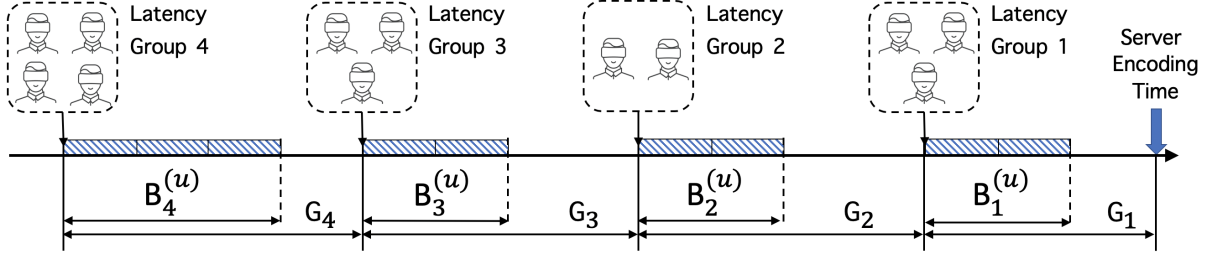 Latency
Group 4
Latency
Group 3
Latency
Group 2
Latency
Group 1
Server
Encoding
Time
B₄⁽ᵘ⁾
G₄
B₃⁽ᵘ⁾
G₃
B₂⁽ᵘ⁾
G₂
B₁⁽ᵘ⁾
G₁